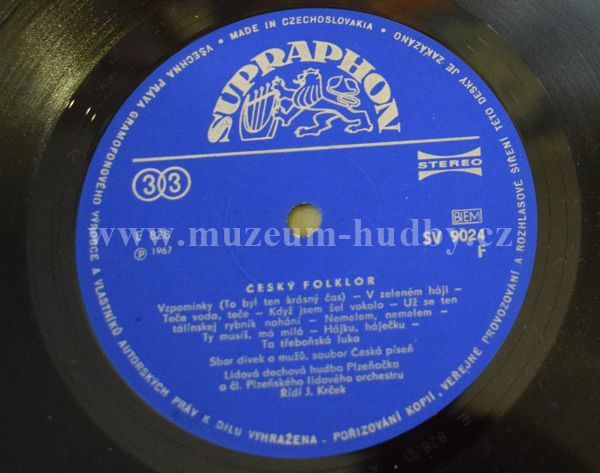 VŠECHNA PRÁVA GRAMOFONOVÉHO VÝROBCE A VLASTNÍKŮ AUTORSKÝCH PRÁV K DÍLU VYHRAŽENA. POŘIZOVÁNÍ KOPIÍ, VEŘEJNÉ PROVOZOVÁNÍ A ROZHLASOVÉ ŠÍŘENÍ TÉTO DESKY JE ZAKÁZÁNO • MADE IN CZECHOSLOVAKIA •
SUPRAPHON
33
STEREO
E 828
Ⓟ 1967
BIEM
SV 9024
F
www.muzeum-hudby.cz
ČESKÝ FOLKLOR
Vzpomínky (To byl ten krásný čas) – V zeleném háji –
Teče voda, teče – Když jsem šel vokolo – Už se ten
tálinskej rybník nahání – Nemelem, nemelem –
Ty musíš, má milá – Hájku, háječku –
Ta třeboňská luka
Sbor dívek a mužů, soubor Česká píseň
Lidová dechová hudba Plzeňačka
a čl. Plzeňského lidového orchestru
Řídí J. Krček